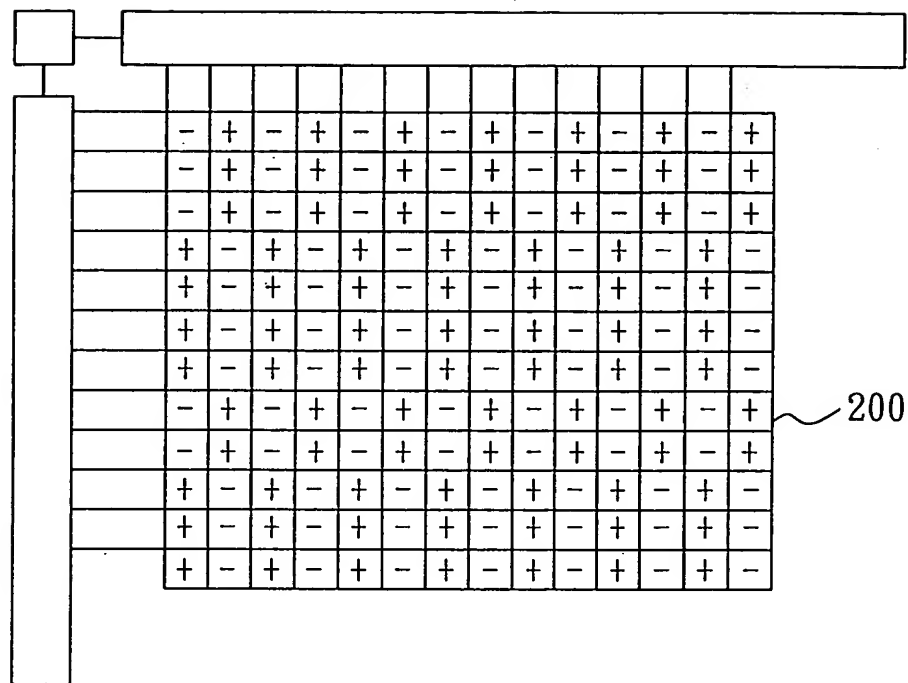 - + - + - + - + - + - + - +
- + - + - + - + - + - + - +
- + - + - + - + - + - + - +
+ - + - + - + - + - + - + -
+ - + - + - + - + - + - + -
+ - + - + - + - + - + - + -
+ - + - + - + - + - + - + -
- + - + - + - + - + - + - +
- + - + - + - + - + - + - +
+ - + - + - + - + - + - + -
+ - + - + - + - + - + - + -
+ - + - + - + - + - + - + -
200